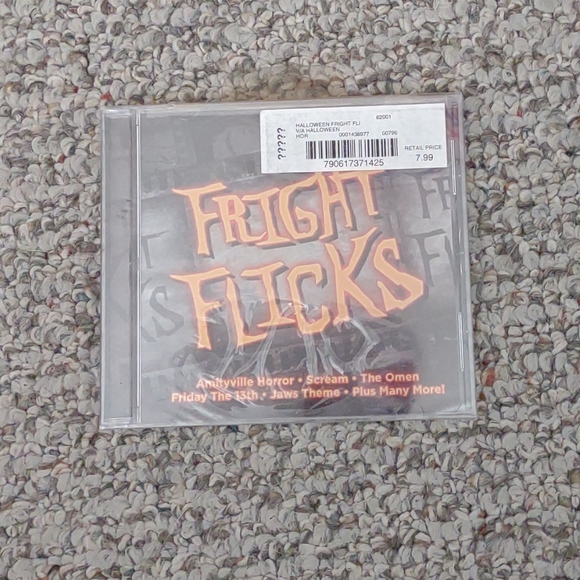 HALLOWEEN FRIGHT FLI 82001
V/A HALLOWEEN
HOR 0001438977 00796
RETAIL PRICE
790617371425 7.99
FRIGHT
FLICKS
Amityville Horror • Scream • The Omen
Friday The 13th • Jaws Theme • Plus Many More!